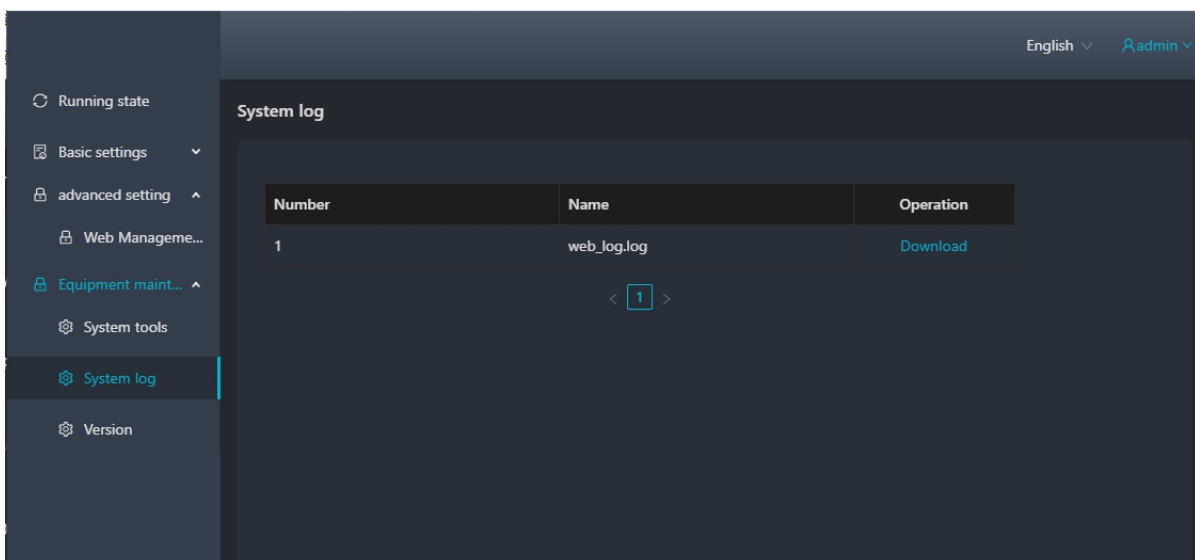 English admin
Running state
System log
Basic settings
advanced setting
Number Name Operation
Web Manageme...
1 web_log.log Download
Equipment maint...
< 1 >
System tools
System log
Version